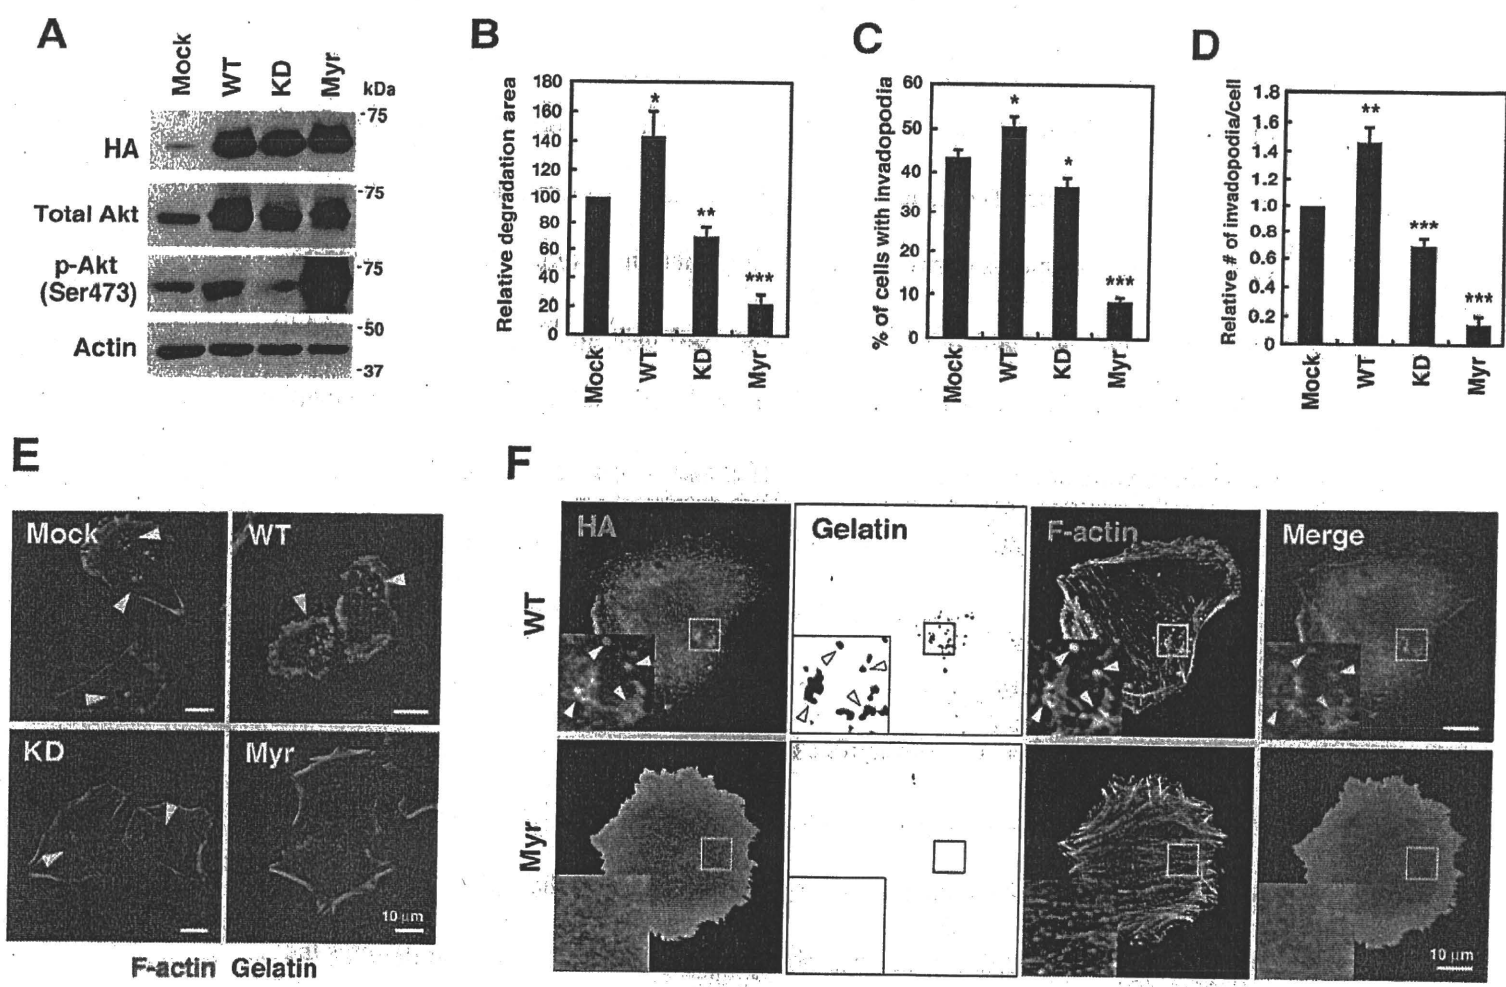 A
Mock
WT
KD
Myr
kDa
HA
-75
Total Akt
-75
p-Akt
(Ser473)
-75
Actin
-50
-37
B
Relative degradation area
180
160
140
120
100
80
60
40
20
0
*
**
***
Mock
WT
KD
Myr
C
% of cells with invadopodia
60
50
40
30
20
10
0
*
*
***
Mock
WT
KD
Myr
D
Relative # of invadopodia/cell
1.8
1.6
1.4
1.2
1.0
0.8
0.6
0.4
0.2
0
**
***
***
Mock
WT
KD
Myr
E
Mock
WT
KD
Myr
10 µm
F-actin Gelatin
F
HA
Gelatin
F-actin
Merge
WT
Myr
10 µm